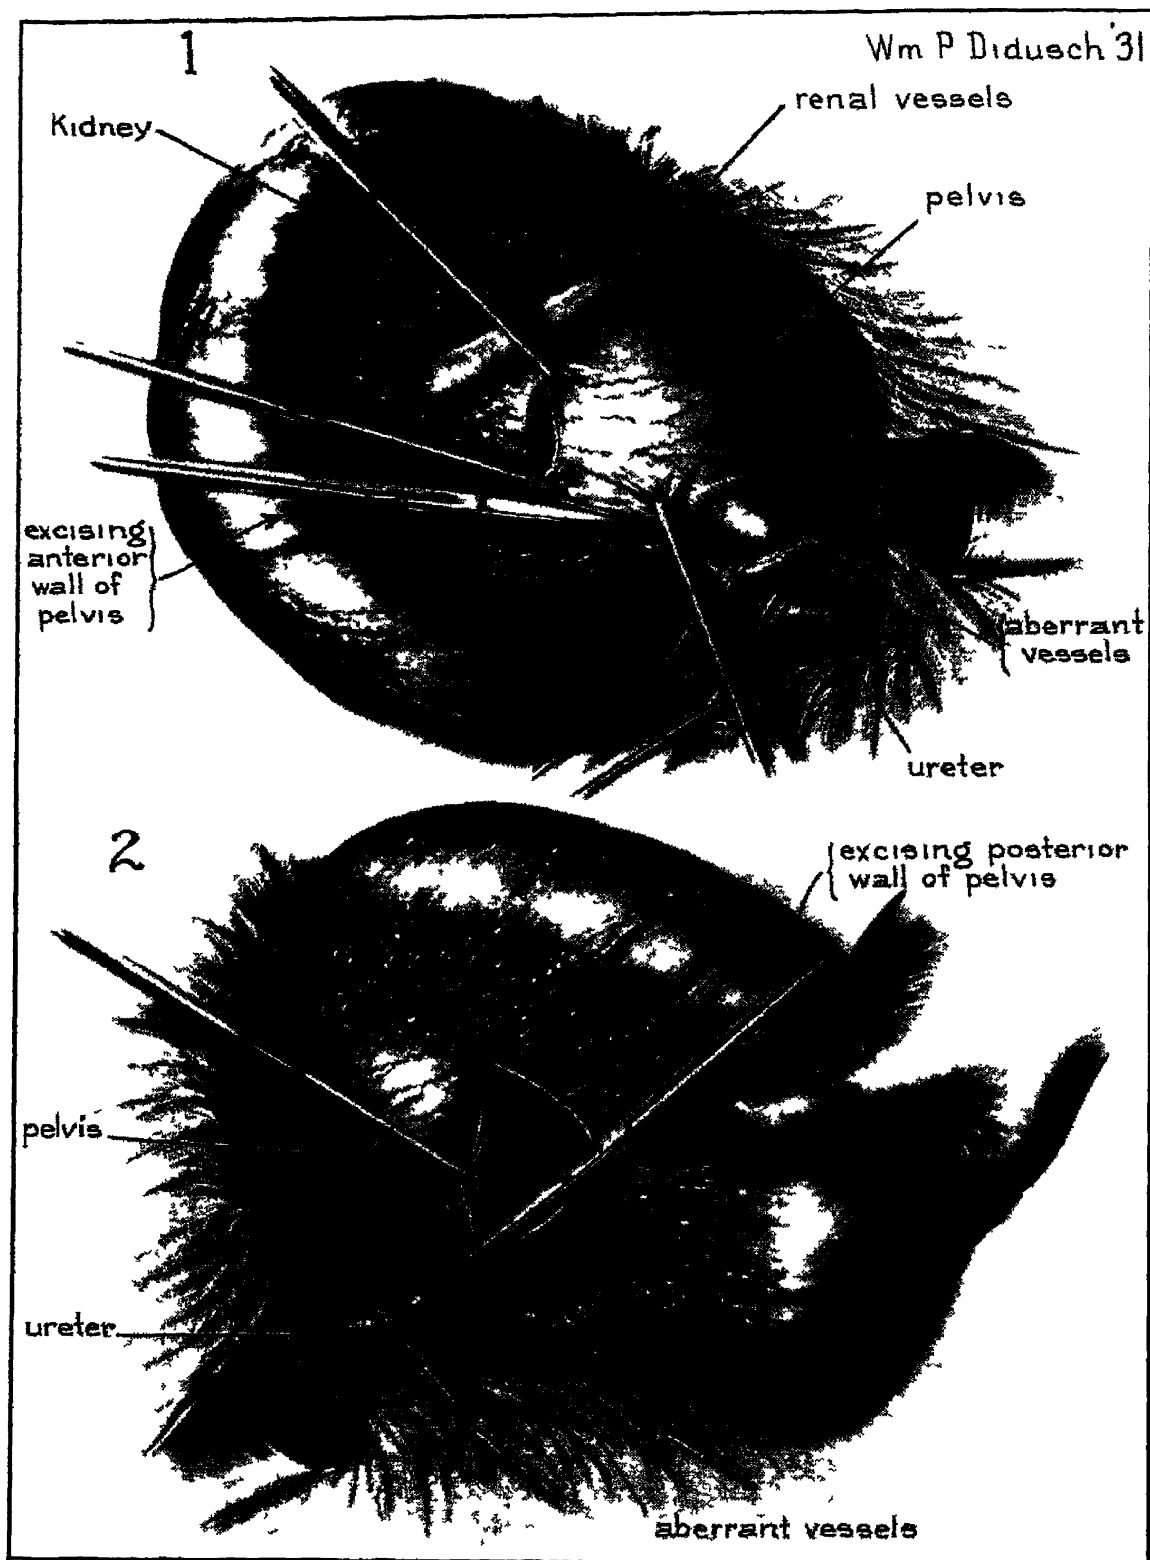 1
Wm P Didusch '31
Kidney
renal vessels
pelvis
excising
anterior
wall of
pelvis
aberrant
vessels
ureter
2
excising posterior
wall of pelvis
pelvis
ureter
aberrant vessels